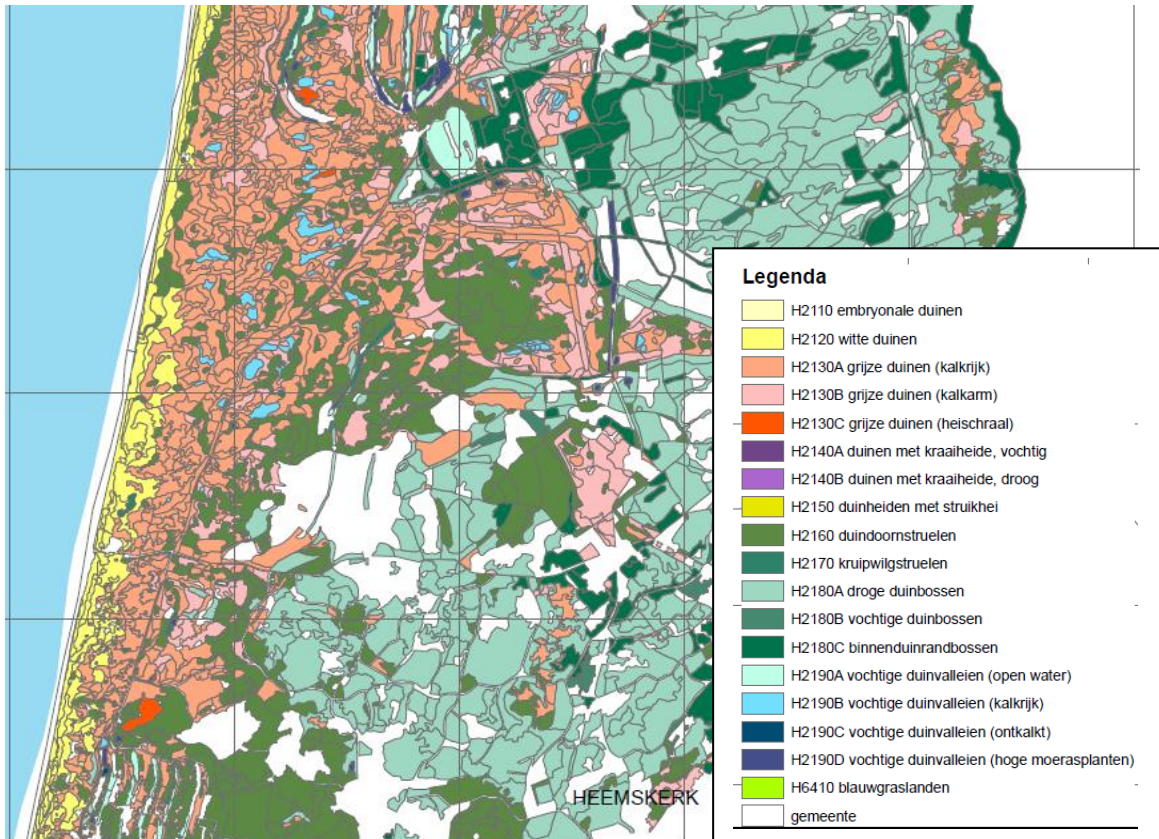 Legenda
H2110 embryonale duinen
H2120 witte duinen
H2130A grijze duinen (kalkrijk)
H2130B grijze duinen (kalkarm)
H2130C grijze duinen (heischraal)
H2140A duinen met kraaiheide, vochtig
H2140B duinen met kraaiheide, droog
H2150 duinheiden met struikhei
H2160 duindoornstruelen
H2170 kruipwilgstruelen
H2180A droge duinbossen
H2180B vochtige duinbossen
H2180C binnenduinrandbossen
H2190A vochtige duinvalleien (open water)
H2190B vochtige duinvalleien (kalkrijk)
H2190C vochtige duinvalleien (ontkalkt)
H2190D vochtige duinvalleien (hoge moerasplanten)
H6410 blauwgraslanden
gemeente
HEEMSKERK